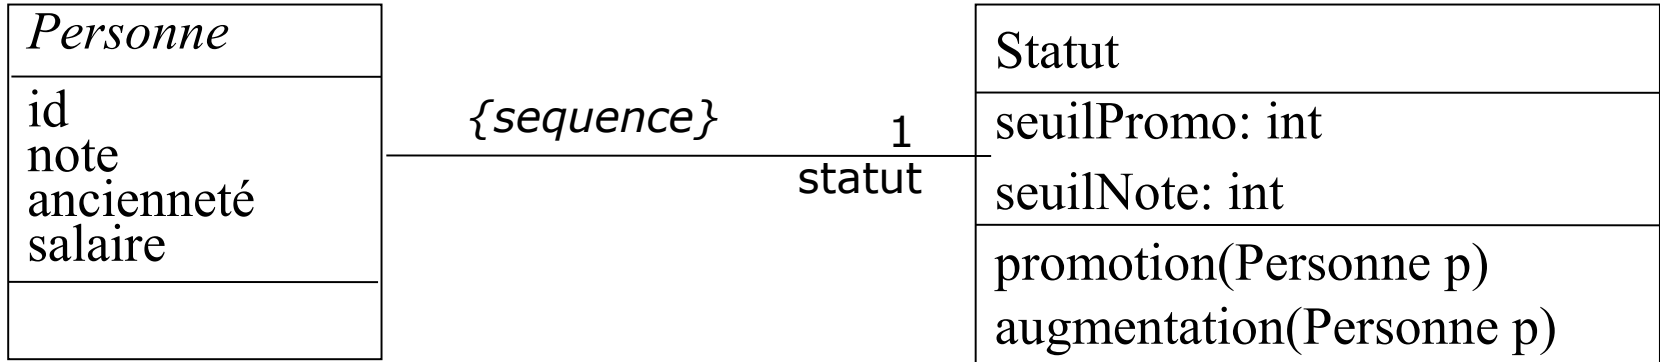 Personne
id
note
ancienneté
salaire
{sequence}
1
statut
Statut
seuilPromo: int
seuilNote: int
promotion(Personne p)
augmentation(Personne p)